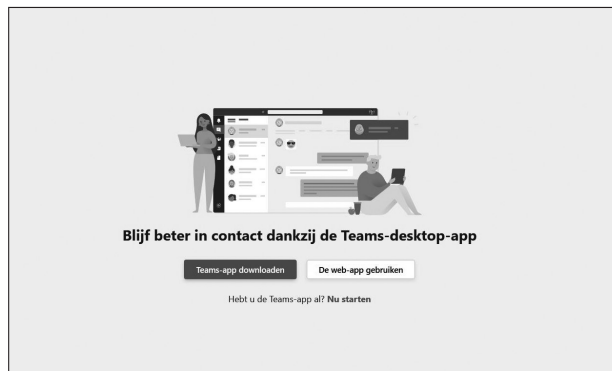 Blijf beter in contact dankzij de Teams-desktop-app
Teams-app downloaden
De web-app gebruiken
Hebt u de Teams-app al? Nu starten